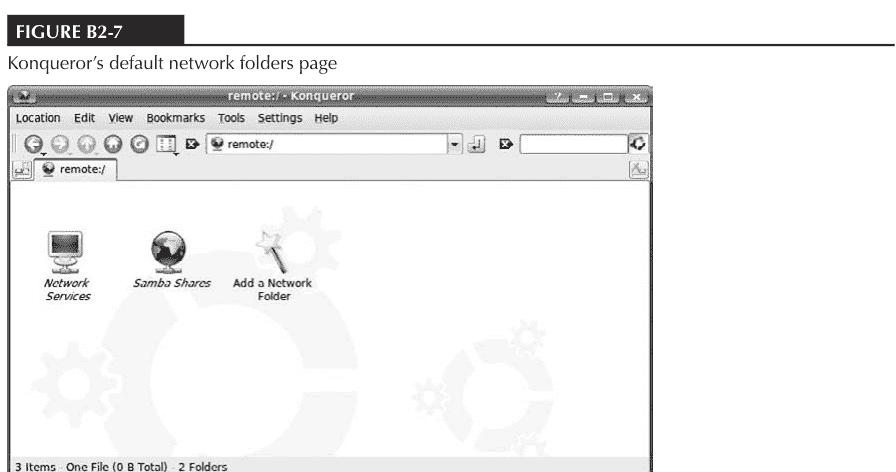 FIGURE B2-7
Konqueror's default network folders page
remote:/ - Konqueror
Location Edit View Bookmarks Tools Settings Help
remote:/
remote:/
Network Services
Samba Shares
Add a Network Folder
3 Items - One File (0 B Total) - 2 Folders